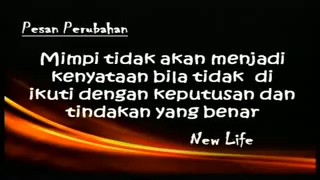 Pesan Perubahan
Mimpi tidak akan menjadi
kenyataan bila tidak di
ikuti dengan keputusan dan
tindakan yang benar
New Life